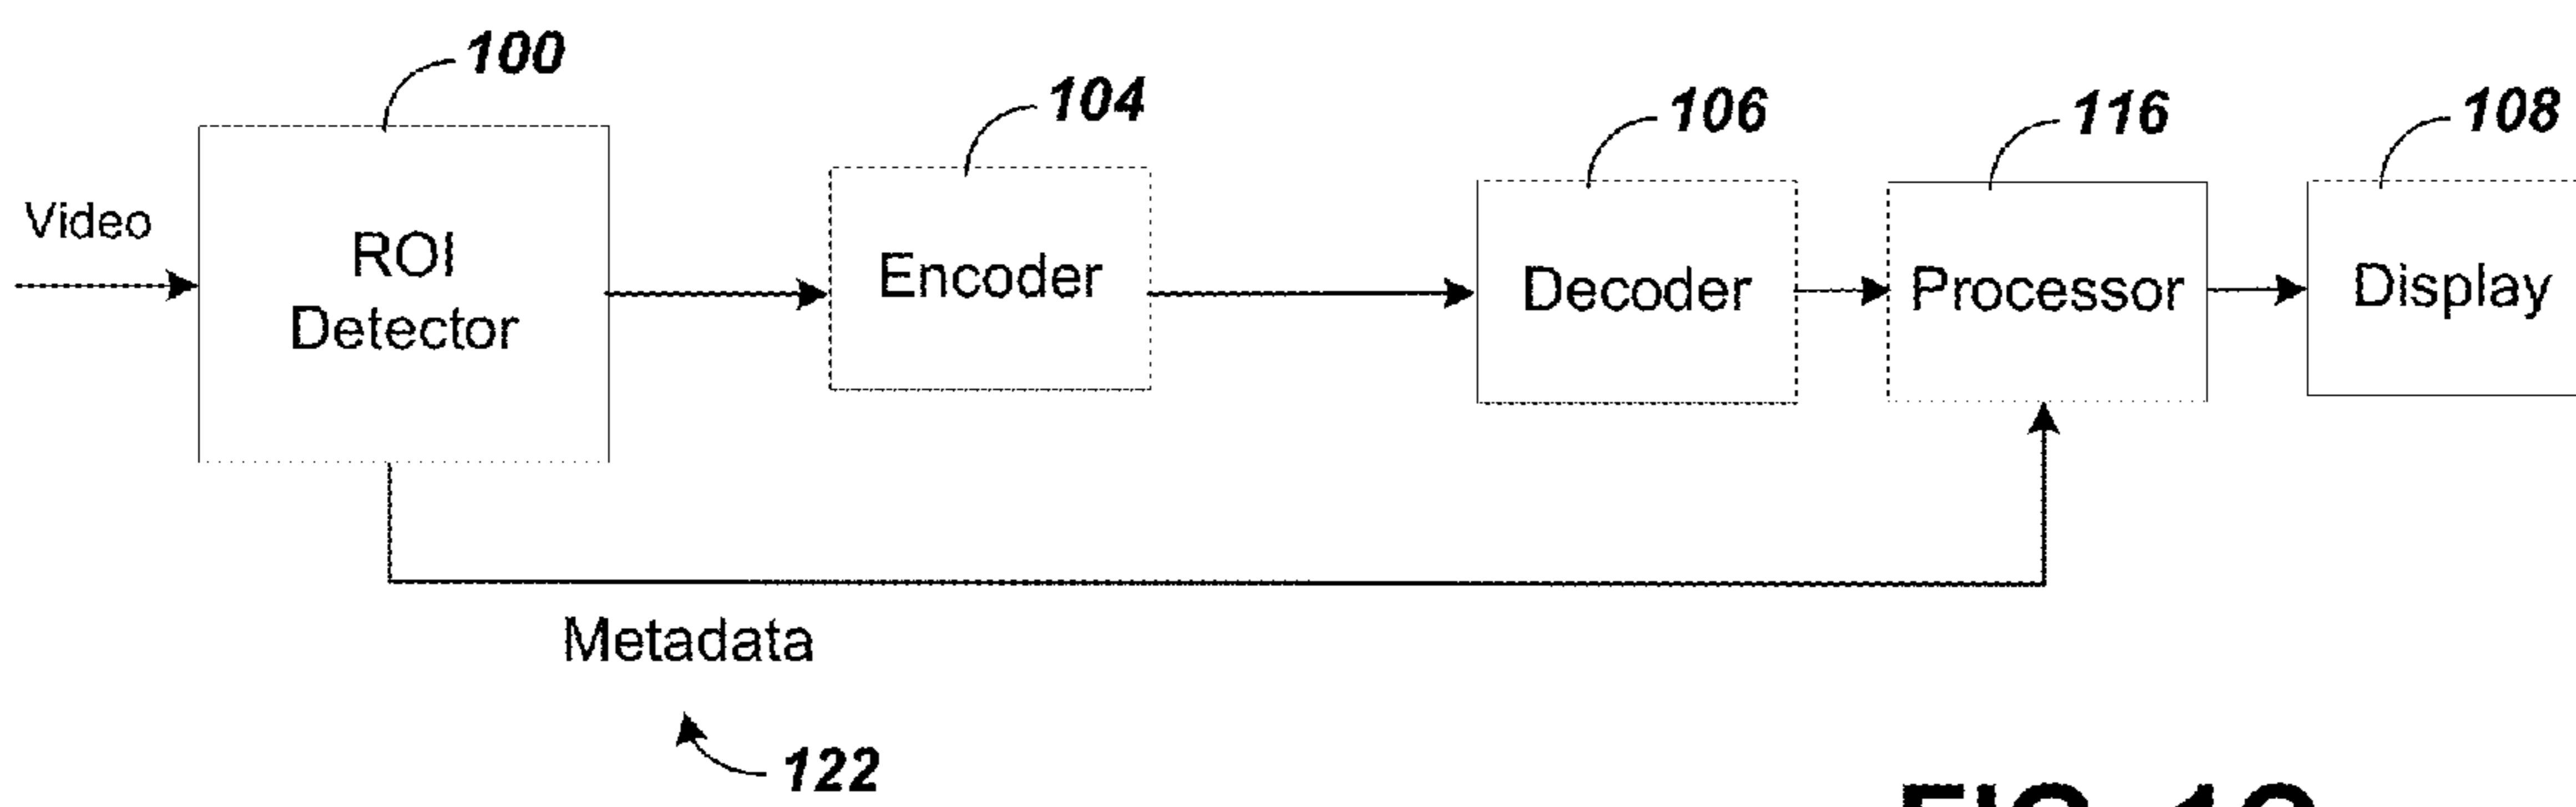 100
104
106
116
108
Video
ROI
Detector
Encoder
Decoder
Processor
Display
Metadata
122